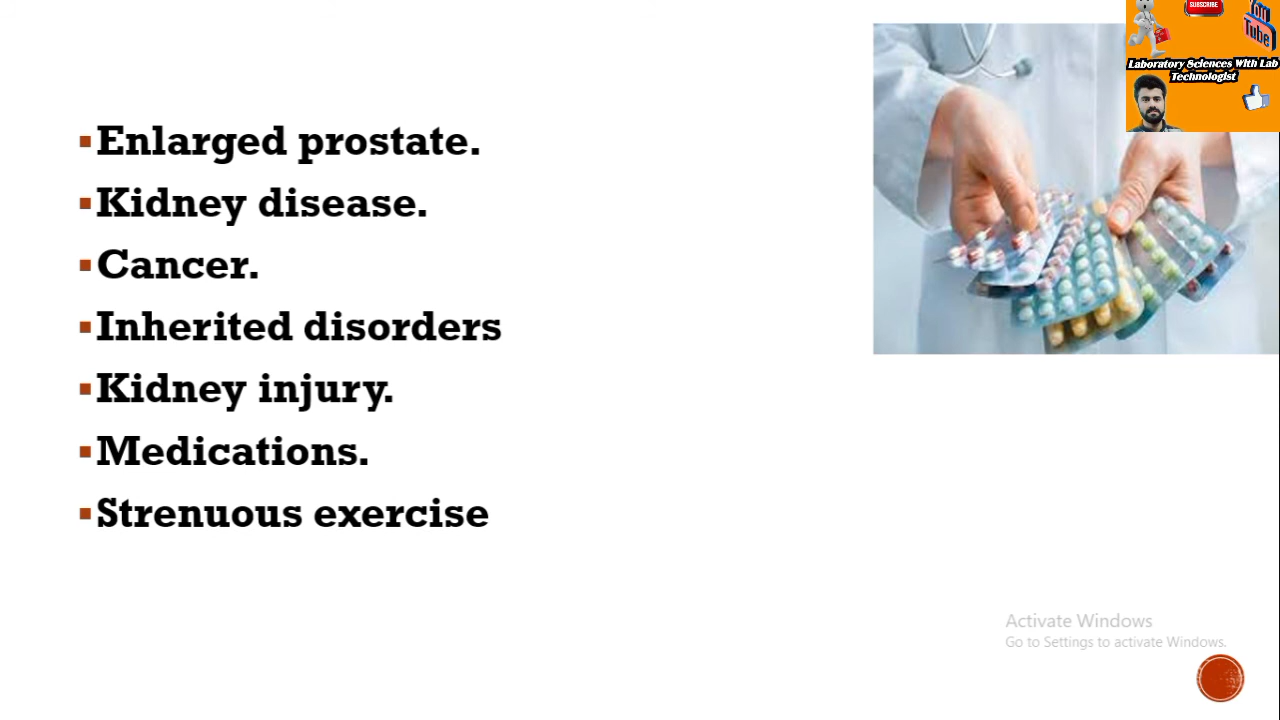 Enlarged prostate.
Kidney disease.
Cancer.
Inherited disorders
Kidney injury.
Medications.
Strenuous exercise
SUBSCRIBE
You
Tube
Laboratory Sciences With Lab
Technologist
Activate Windows
Go to Settings to activate Windows.